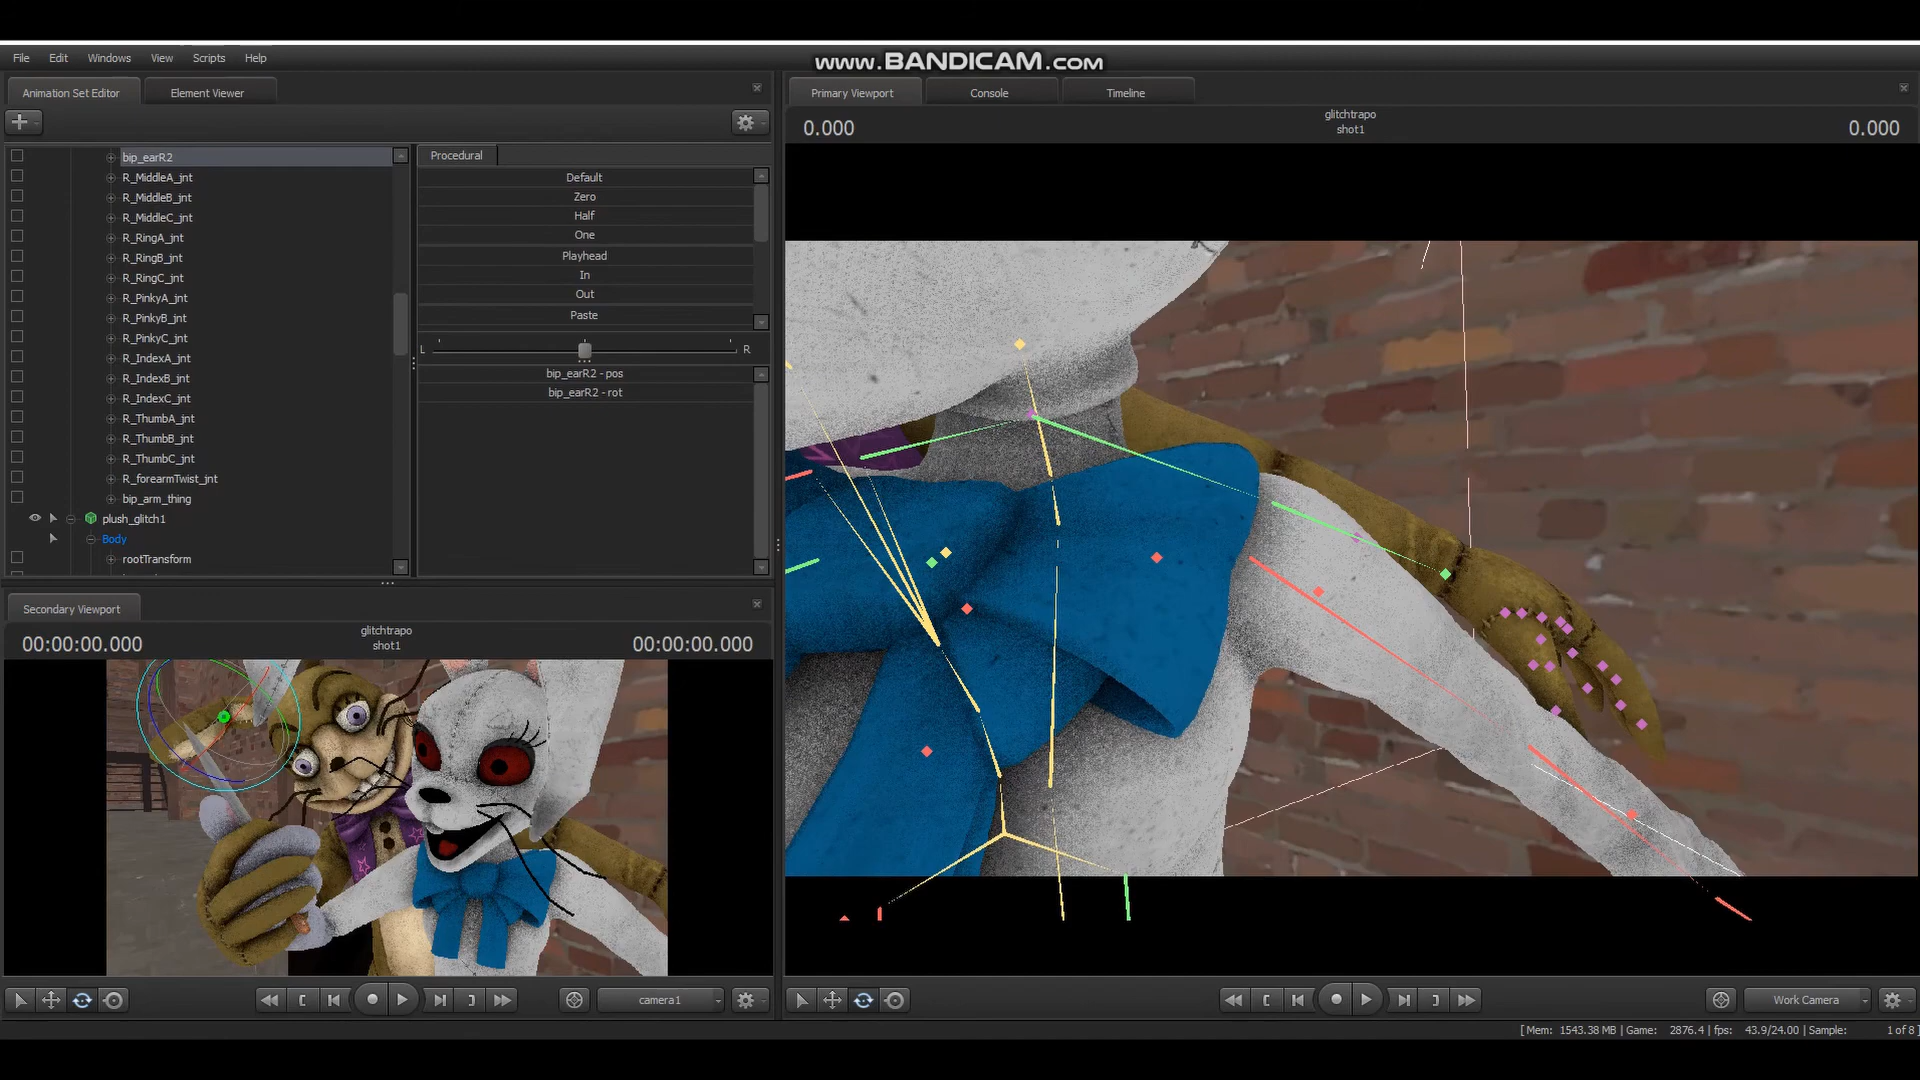 www.BANDICAM.COM
File Edit Windows View Scripts Help
Animation Set Editor Element Viewer
Primary Viewport Console Timeline
0.000 glitchtrapo 0.000
shot1
Procedural
bip_earR2
R_MiddleA_jnt
R_MiddleB_jnt
R_MiddleC_jnt
R_RingA_jnt
R_RingB_jnt
R_RingC_jnt
R_PinkyA_jnt
R_PinkyB_jnt
R_PinkyC_jnt
R_IndexA_jnt
R_IndexB_jnt
R_IndexC_jnt
R_ThumbA_jnt
R_ThumbB_jnt
R_ThumbC_jnt
R_forearmTwist_jnt
bip_arm_thing
plush_glitch1
Body
rootTransform
Default
Zero
Half
One
Playhead
In
Out
Paste
L R
bip_earR2 - pos
bip_earR2 - rot
Secondary Viewport
00:00:00.000 glitchtrapo 00:00:00.000
shot1
camera1
Work Camera
[ Mem: 1543.38 MB | Game: 2876.4 | fps: 43.9/24.00 | Sample: 1 of 8